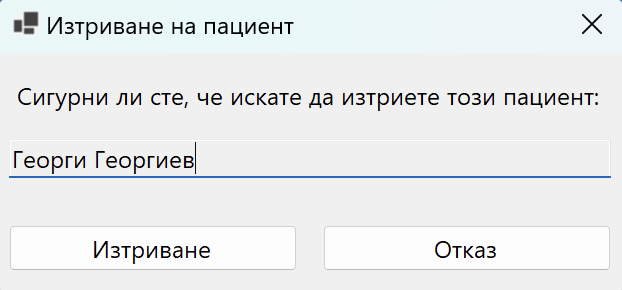 Изтриване на пациент
Сигурни ли сте, че искате да изтриете този пациент:
Георги Георгиев
Изтриване
Отказ